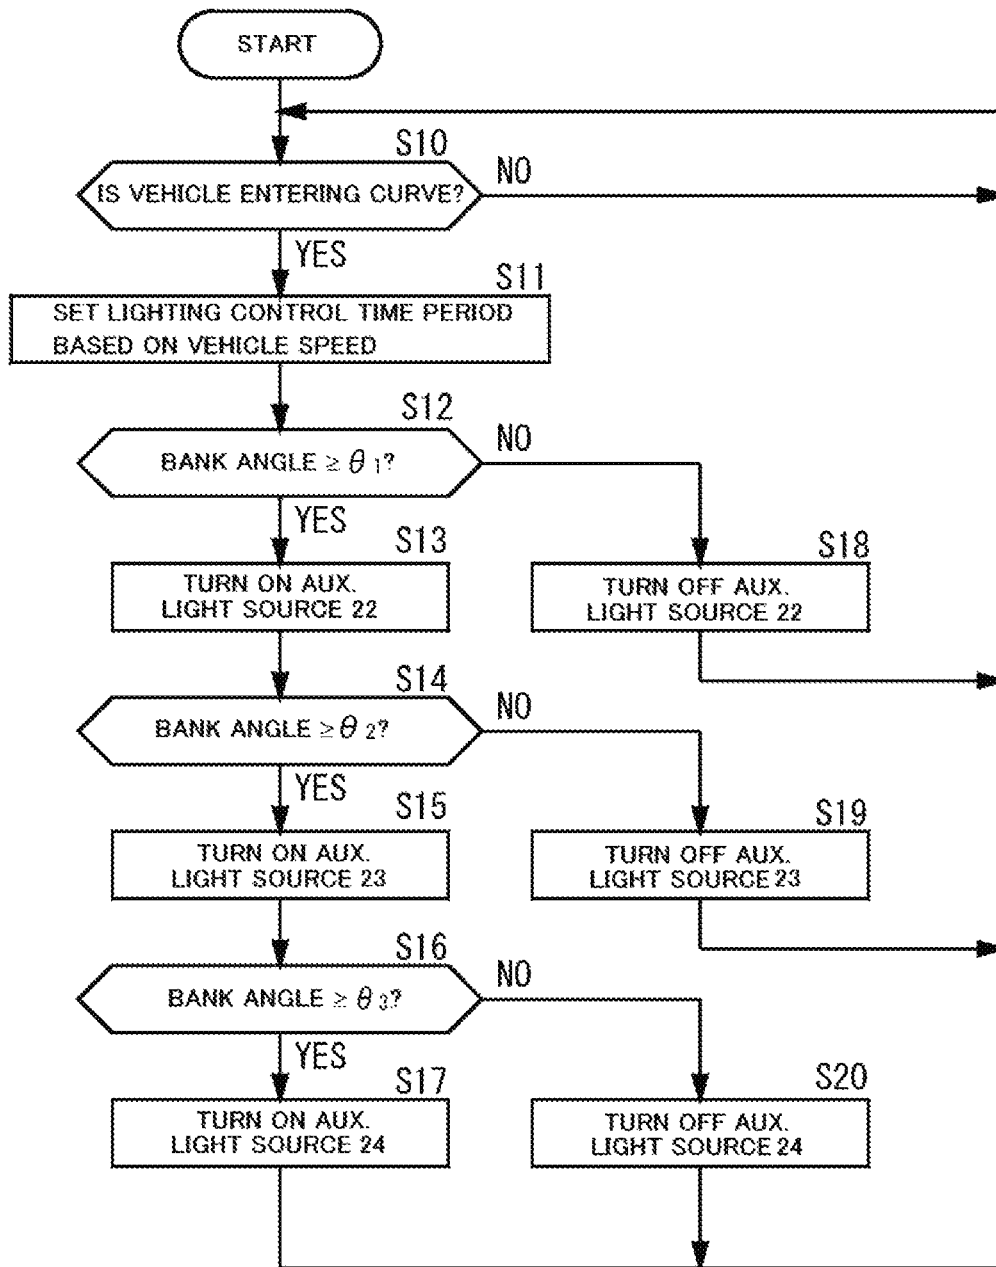 START
S10
IS VEHICLE ENTERING CURVE?
NO
YES
S11
SET LIGHTING CONTROL TIME PERIOD
BASED ON VEHICLE SPEED
S12
BANK ANGLE ≥ θ 1?
NO
YES
S13
TURN ON AUX.
LIGHT SOURCE 22
S18
TURN OFF AUX.
LIGHT SOURCE 22
S14
BANK ANGLE ≥ θ 2?
NO
YES
S15
TURN ON AUX.
LIGHT SOURCE 23
S19
TURN OFF AUX.
LIGHT SOURCE 23
S16
BANK ANGLE ≥ θ 3?
NO
YES
S17
TURN ON AUX.
LIGHT SOURCE 24
S20
TURN OFF AUX.
LIGHT SOURCE 24